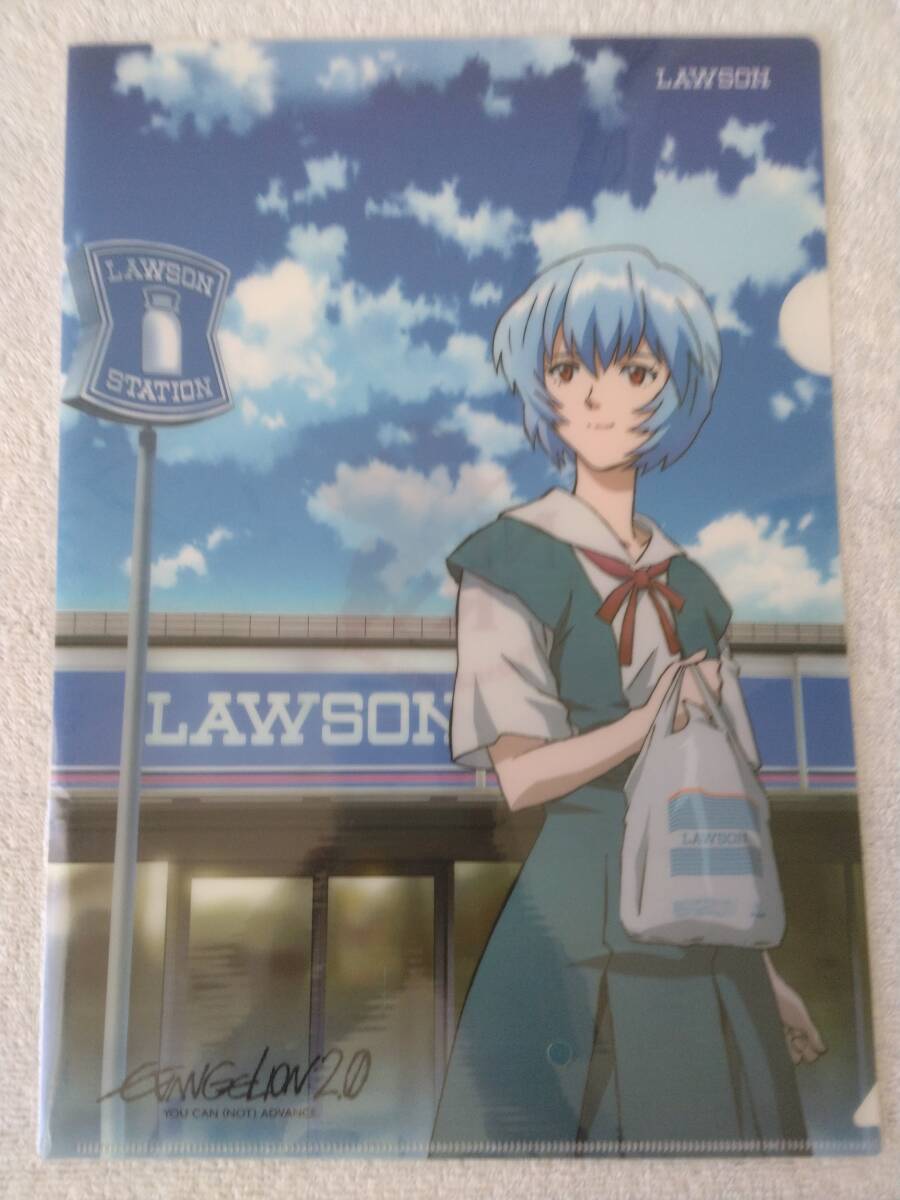 LAWSON
LAWSON
STATION
LAWSON
LAWSON
EVANGELION:2.0
YOU CAN (NOT) ADVANCE.